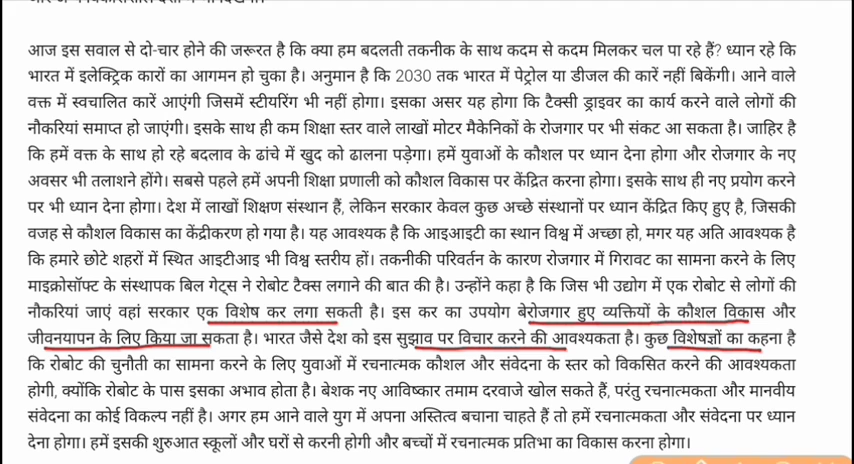 आज इस सवाल से दो-चार होने की जरूरत है कि क्या हम बदलती तकनीक के साथ कदम से कदम मिलकर चल पा रहे हैं? ध्यान रहे कि
भारत में इलेक्ट्रिक कारों का आगमन हो चुका है। अनुमान है कि 2030 तक भारत में पेट्रोल या डीजल की कारें नहीं बिकेंगी। आने वाले
वक्त में स्वचालित कारें आएंगी जिसमें स्टीयरिंग भी नहीं होगा। इसका असर यह होगा कि टैक्सी ड्राइवर का कार्य करने वाले लोगों की
नौकरियां समाप्त हो जाएंगी। इसके साथ ही कम शिक्षा स्तर वाले लाखों मोटर मैकेनिकों के रोजगार पर भी संकट आ सकता है। जाहिर है
कि हमें वक्त के साथ हो रहे बदलाव के ढांचे में खुद को ढालना पड़ेगा। हमें युवाओं के कौशल पर ध्यान देना होगा और रोजगार के नए
अवसर भी तलाशने होंगे। सबसे पहले हमें अपनी शिक्षा प्रणाली को कौशल विकास पर केंद्रित करना होगा। इसके साथ ही नए प्रयोग करने
पर भी ध्यान देना होगा। देश में लाखों शिक्षण संस्थान हैं, लेकिन सरकार केवल कुछ अच्छे संस्थानों पर ध्यान केंद्रित किए हुए है, जिसकी
वजह से कौशल विकास का केंद्रीकरण हो गया है। यह आवश्यक है कि आइआइटी का स्थान विश्व में अच्छा हो, मगर यह अति आवश्यक है
कि हमारे छोटे शहरों में स्थित आइटीआइ भी विश्व स्तरीय हों। तकनीकी परिवर्तन के कारण रोजगार में गिरावट का सामना करने के लिए
माइक्रोसॉफ्ट के संस्थापक बिल गेट्स ने रोबोट टैक्स लगाने की बात की है। उन्होंने कहा है कि जिस भी उद्योग में एक रोबोट से लोगों की
नौकरियां जाएं वहां सरकार एक विशेष कर लगा सकती है। इस कर का उपयोग बेरोजगार हुए व्यक्तियों के कौशल विकास और
जीवनयापन के लिए किया जा सकता है। भारत जैसे देश को इस सुझाव पर विचार करने की आवश्यकता है। कुछ विशेषज्ञों का कहना है
कि रोबोट की चुनौती का सामना करने के लिए युवाओं में रचनात्मक कौशल और संवेदना के स्तर को विकसित करने की आवश्यकता
होगी, क्योंकि रोबोट के पास इसका अभाव होता है। बेशक नए आविष्कार तमाम दरवाजे खोल सकते हैं, परंतु रचनात्मकता और मानवीय
संवेदना का कोई विकल्प नहीं है। अगर हम आने वाले युग में अपना अस्तित्व बचाना चाहते हैं तो हमें रचनात्मकता और संवेदना पर ध्यान
देना होगा। हमें इसकी शुरुआत स्कूलों और घरों से करनी होगी और बच्चों में रचनात्मक प्रतिभा का विकास करना होगा।